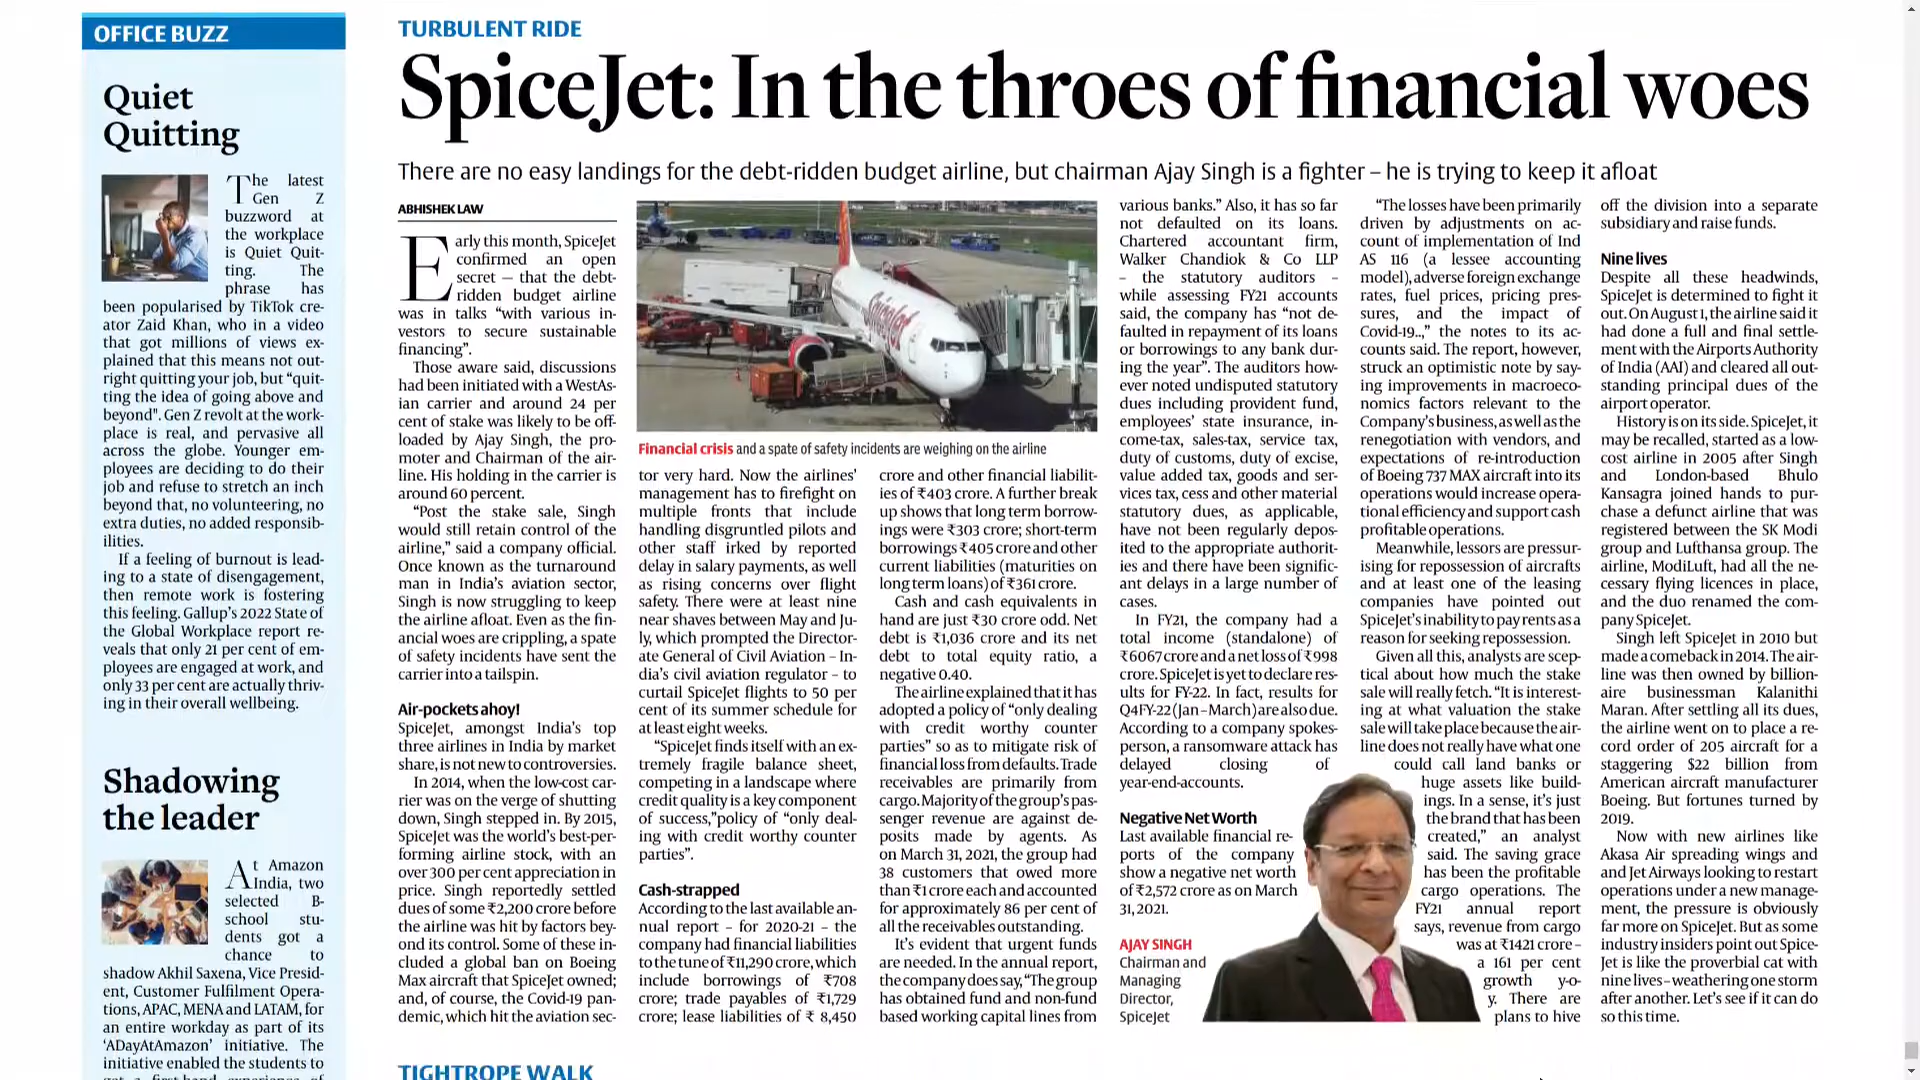 OFFICE BUZZ
Quiet
Quitting
The latest
Gen Z
buzzword at
the workplace
is Quiet Quit-
ting. The
phrase has
been popularised by TikTok cre-
ator Zaid Khan, who in a video
that got millions of views ex-
plained that this means not out-
right quitting your job, but “quit-
ting the idea of going above and
beyond". Gen Z revolt at the work-
place is real, and pervasive all
across the globe. Younger em-
ployees are deciding to do their
job and refuse to stretch an inch
beyond that, no volunteering, no
extra duties, no added responsib-
ilities.
If a feeling of burnout is lead-
ing to a state of disengagement,
then remote work is fostering
this feeling. Gallup’s 2022 State of
the Global Workplace report re-
veals that only 21 per cent of em-
ployees are engaged at work, and
only 33 per cent are actually thriv-
ing in their overall wellbeing.
Shadowing
the leader
At Amazon
India, two
selected B-
school stu-
dents got a
chance to
shadow Akhil Saxena, Vice Presid-
ent, Customer Fulfilment Opera-
tions, APAC, MENA and LATAM, for
an entire workday as part of its
‘ADayAtAmazon’ initiative. The
initiative enabled the students to
TURBULENT RIDE
SpiceJet: In the throes of financial woes
There are no easy landings for the debt-ridden budget airline, but chairman Ajay Singh is a fighter – he is trying to keep it afloat
ABHISHEK LAW
Early this month, SpiceJet
confirmed an open
secret — that the debt-
ridden budget airline
was in talks “with various in-
vestors to secure sustainable
financing”.
Those aware said, discussions
had been initiated with a WestAs-
ian carrier and around 24 per
cent of stake was likely to be off-
loaded by Ajay Singh, the pro-
moter and Chairman of the air-
line. His holding in the carrier is
around 60 percent.
“Post the stake sale, Singh
would still retain control of the
airline,” said a company official.
Once known as the turnaround
man in India’s aviation sector,
Singh is now struggling to keep
the airline afloat. Even as the fin-
ancial woes are crippling, a spate
of safety incidents have sent the
carrier into a tailspin.
Air-pockets ahoy!
SpiceJet, amongst India’s top
three airlines in India by market
share, is not new to controversies.
In 2014, when the low-cost car-
rier was on the verge of shutting
down, Singh stepped in. By 2015,
SpiceJet was the world’s best-per-
forming airline stock, with an
over 300 per cent appreciation in
price. Singh reportedly settled
dues of some ₹2,200 crore before
the airline was hit by factors bey-
ond its control. Some of these in-
cluded a global ban on Boeing
Max aircraft that SpiceJet owned;
and, of course, the Covid-19 pan-
demic, which hit the aviation sec-
SpiceJet
Financial crisis and a spate of safety incidents are weighing on the airline
tor very hard. Now the airlines’
management has to firefight on
multiple fronts that include
handling disgruntled pilots and
other staff irked by reported
delay in salary payments, as well
as rising concerns over flight
safety. There were at least nine
near shaves between May and Ju-
ly, which prompted the Director-
ate General of Civil Aviation – In-
dia’s civil aviation regulator – to
curtail SpiceJet flights to 50 per
cent of its summer schedule for
at least eight weeks.
“SpiceJet finds itself with an ex-
tremely fragile balance sheet,
competing in a landscape where
credit quality is a key component
of success,”policy of “only deal-
ing with credit worthy counter
parties”.
Cash-strapped
According to the last available an-
nual report – for 2020-21 – the
company had financial liabilities
to the tune of ₹11,290 crore, which
include borrowings of ₹708
crore; trade payables of ₹1,729
crore; lease liabilities of ₹ 8,450
crore and other financial liabilit-
ies of ₹403 crore. A further break
up shows that long term borrow-
ings were ₹303 crore; short-term
borrowings ₹405 crore and other
current liabilities (maturities on
long term loans) of ₹361 crore.
Cash and cash equivalents in
hand are just ₹30 crore odd. Net
debt is ₹1,036 crore and its net
debt to total equity ratio, a
negative 0.40.
The airline explained that it has
adopted a policy of “only dealing
with credit worthy counter
parties” so as to mitigate risk of
financial loss from defaults. Trade
receivables are primarily from
cargo. Majority of the group’s pas-
senger revenue are against de-
posits made by agents. As
on March 31, 2021, the group had
38 customers that owed more
than ₹1 crore each and accounted
for approximately 86 per cent of
all the receivables outstanding.
It’s evident that urgent funds
are needed. In the annual report,
the company does say, “The group
has obtained fund and non-fund
based working capital lines from
various banks.” Also, it has so far
not defaulted on its loans.
Chartered accountant firm,
Walker Chandiok & Co LLP
– the statutory auditors –
while assessing FY21 accounts
said, the company has “not de-
faulted in repayment of its loans
or borrowings to any bank dur-
ing the year”. The auditors how-
ever noted undisputed statutory
dues including provident fund,
employees’ state insurance, in-
come-tax, sales-tax, service tax,
duty of customs, duty of excise,
value added tax, goods and ser-
vices tax, cess and other material
statutory dues, as applicable,
have not been regularly depos-
ited to the appropriate authorit-
ies and there have been signific-
ant delays in a large number of
cases.
In FY21, the company had a
total income (standalone) of
₹6067 crore and a net loss of ₹998
crore. SpiceJet is yet to declare res-
ults for FY-22. In fact, results for
Q4FY-22 (Jan – March) are also due.
According to a company spokes-
person, a ransomware attack has
delayed closing of
year-end-accounts.
Negative Net Worth
Last available financial re-
ports of the company
show a negative net worth
of ₹2,572 crore as on March
31, 2021.
AJAY SINGH
Chairman and
Managing
Director,
SpiceJet
“The losses have been primarily
driven by adjustments on ac-
count of implementation of Ind
AS 116 (a lessee accounting
model), adverse foreign exchange
rates, fuel prices, pricing pres-
sures, and the impact of
Covid-19..,” the notes to its ac-
counts said. The report, however,
struck an optimistic note by say-
ing improvements in macroeco-
nomics factors relevant to the
Company’s business, as well as the
renegotiation with vendors, and
expectations of re-introduction
of Boeing 737 MAX aircraft into its
operations would increase opera-
tional efficiency and support cash
profitable operations.
Meanwhile, lessors are pressur-
ising for repossession of aircrafts
and at least one of the leasing
companies have pointed out
SpiceJet’s inability to pay rents as a
reason for seeking repossession.
Given all this, analysts are scep-
tical about how much the stake
sale will really fetch. “It is interest-
ing at what valuation the stake
sale will take place because the air-
line does not really have what one
could call land banks or
huge assets like build-
ings. In a sense, it’s just
the brand that has been
created,” an analyst
said. The saving grace
has been the profitable
cargo operations. The
FY21 annual report
says, revenue from cargo
was at ₹1421 crore –
a 161 per cent
growth y-o-
y. There are
plans to hive
off the division into a separate
subsidiary and raise funds.
Nine lives
Despite all these headwinds,
SpiceJet is determined to fight it
out. On August 1, the airline said it
had done a full and final settle-
ment with the Airports Authority
of India (AAI) and cleared all out-
standing principal dues of the
airport operator.
History is on its side. SpiceJet, it
may be recalled, started as a low-
cost airline in 2005 after Singh
and London-based Bhulo
Kansagra joined hands to pur-
chase a defunct airline that was
registered between the SK Modi
group and Lufthansa group. The
airline, ModiLuft, had all the ne-
cessary flying licences in place,
and the duo renamed the com-
pany SpiceJet.
Singh left SpiceJet in 2010 but
made a comeback in 2014. The air-
line was then owned by billion-
aire businessman Kalanithi
Maran. After settling all its dues,
the airline went on to place a re-
cord order of 205 aircraft for a
staggering $22 billion from
American aircraft manufacturer
Boeing. But fortunes turned by
2019.
Now with new airlines like
Akasa Air spreading wings and
and Jet Airways looking to restart
operations under a new manage-
ment, the pressure is obviously
far more on SpiceJet. But as some
industry insiders point out Spice-
Jet is like the proverbial cat with
nine lives – weathering one storm
after another. Let’s see if it can do
so this time.
TIGHTROPE WALK